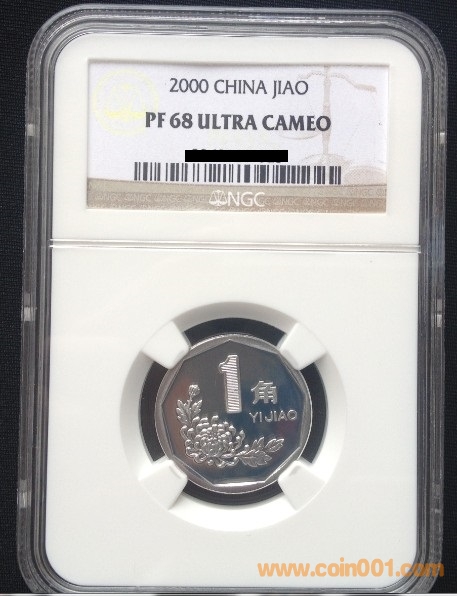 2000 CHINA JIAO
PF 68 ULTRA CAMEO
NGC
1 角
YI JIAO
www.coin001.com